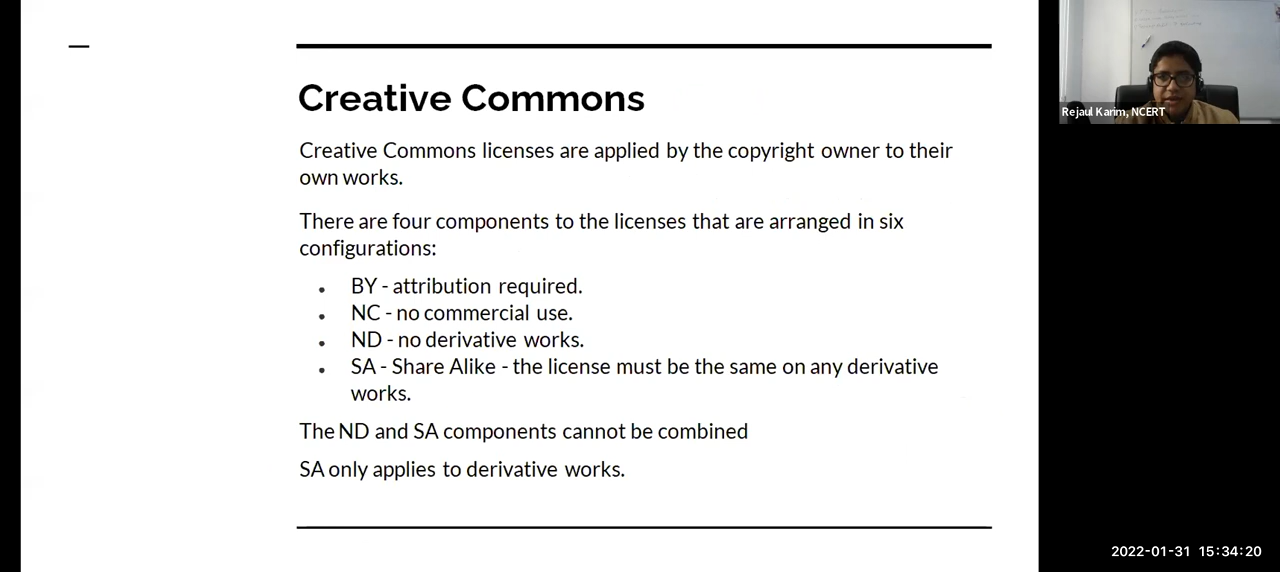 Creative Commons
Creative Commons licenses are applied by the copyright owner to their
own works.
There are four components to the licenses that are arranged in six
configurations:
• BY - attribution required.
• NC - no commercial use.
• ND - no derivative works.
• SA - Share Alike - the license must be the same on any derivative
works.
The ND and SA components cannot be combined
SA only applies to derivative works.
Rejaul Karim, NCERT
2022-01-31 15:34:20